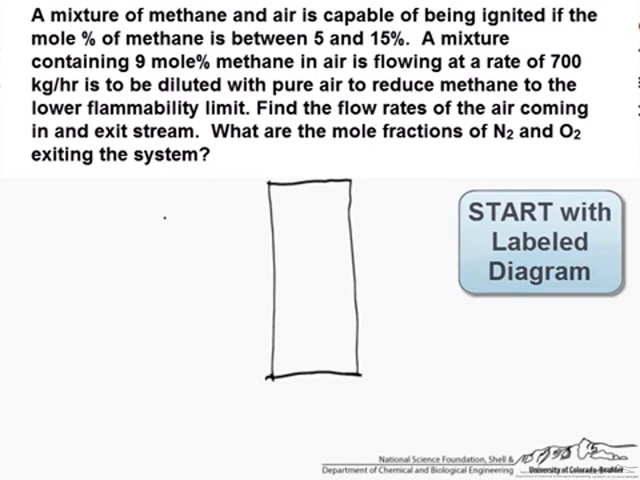 A mixture of methane and air is capable of being ignited if the
mole % of methane is between 5 and 15%. A mixture
containing 9 mole% methane in air is flowing at a rate of 700
kg/hr is to be diluted with pure air to reduce methane to the
lower flammability limit. Find the flow rates of the air coming
in and exit stream. What are the mole fractions of N2 and O2
exiting the system?
START with
Labeled
Diagram
National Science Foundation, Shell &
Department of Chemical and Biological Engineering
University of Colorado-Boulder